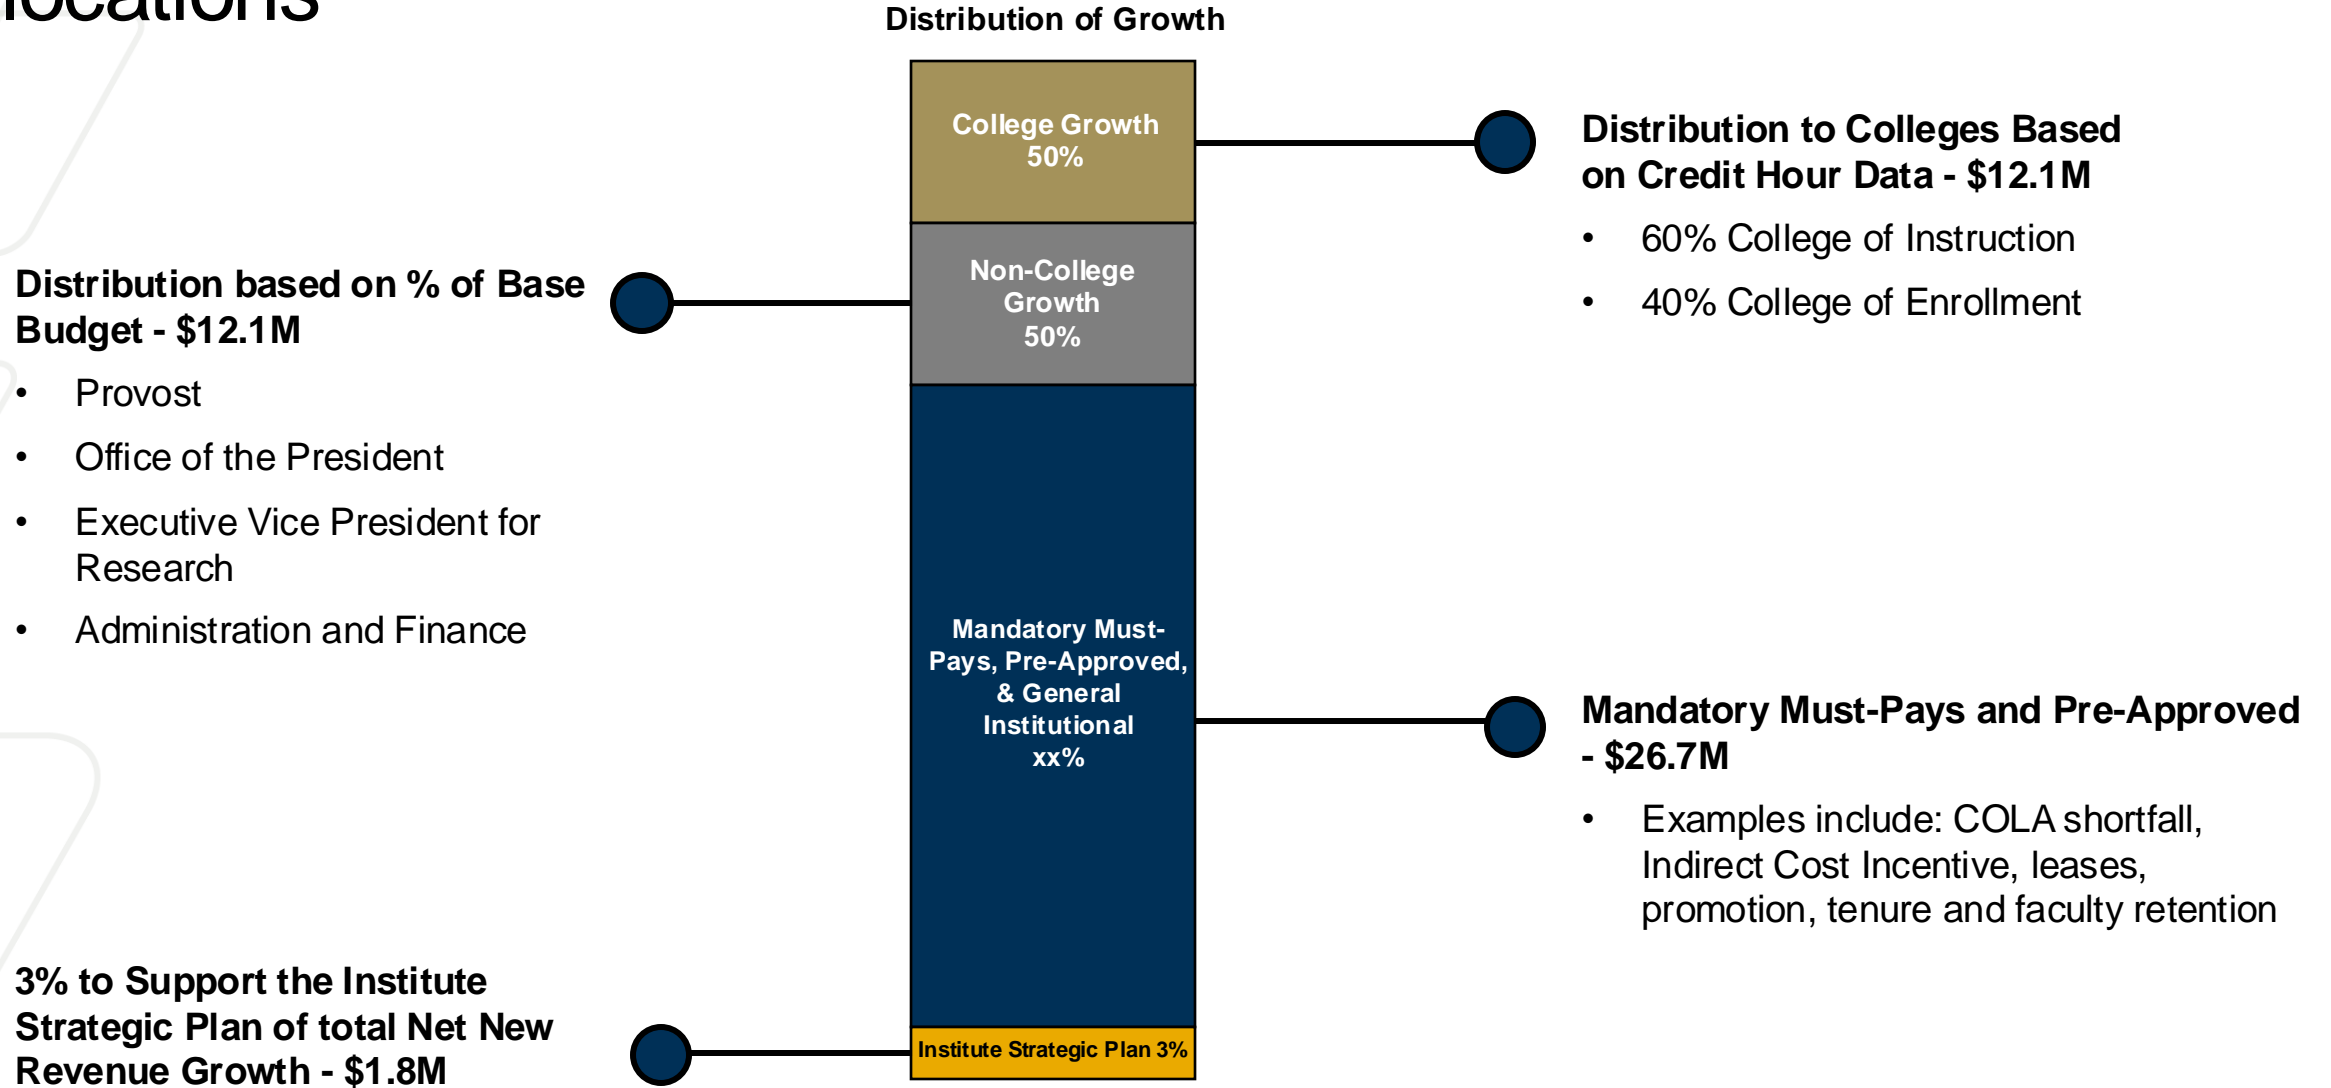 Distribution of Growth
College Growth
50%
Non-College
Growth
50%
Mandatory Must-
Pays, Pre-Approved,
& General
Institutional
xx%
Institute Strategic Plan 3%
Distribution based on % of Base
Budget - $12.1M
• Provost
• Office of the President
• Executive Vice President for
Research
• Administration and Finance
3% to Support the Institute
Strategic Plan of total Net New
Revenue Growth - $1.8M
Distribution to Colleges Based
on Credit Hour Data - $12.1M
• 60% College of Instruction
• 40% College of Enrollment
Mandatory Must-Pays and Pre-Approved
- $26.7M
• Examples include: COLA shortfall,
Indirect Cost Incentive, leases,
promotion, tenure and faculty retention